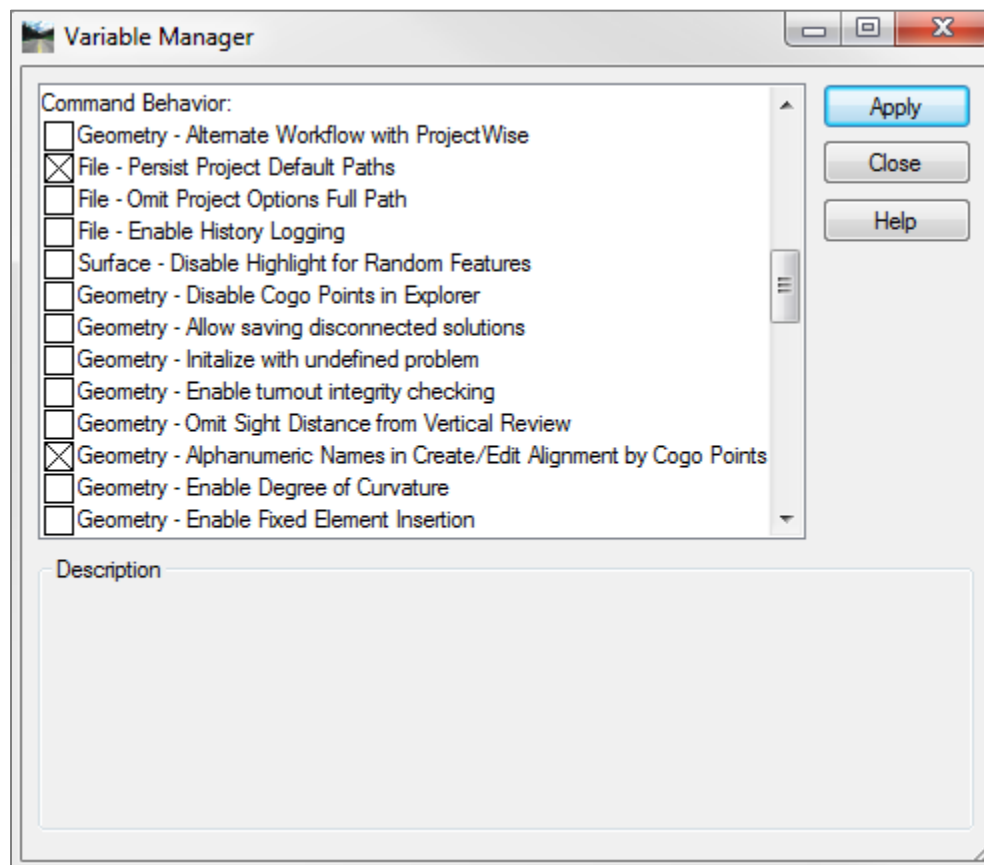 Variable Manager
Command Behavior:
Geometry - Alternate Workflow with ProjectWise
File - Persist Project Default Paths
File - Omit Project Options Full Path
File - Enable History Logging
Surface - Disable Highlight for Random Features
Geometry - Disable Cogo Points in Explorer
Geometry - Allow saving disconnected solutions
Geometry - Initalize with undefined problem
Geometry - Enable turnout integrity checking
Geometry - Omit Sight Distance from Vertical Review
Geometry - Alphanumeric Names in Create/Edit Alignment by Cogo Points
Geometry - Enable Degree of Curvature
Geometry - Enable Fixed Element Insertion
Apply
Close
Help
Description